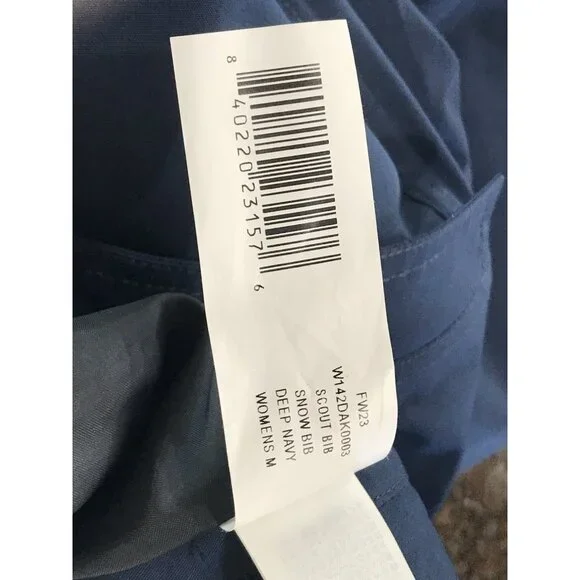 8 40220 23157 6
FW23
W142DAK0003
SCOUT BIB
SNOW BIB
DEEP NAVY
WOMENS M